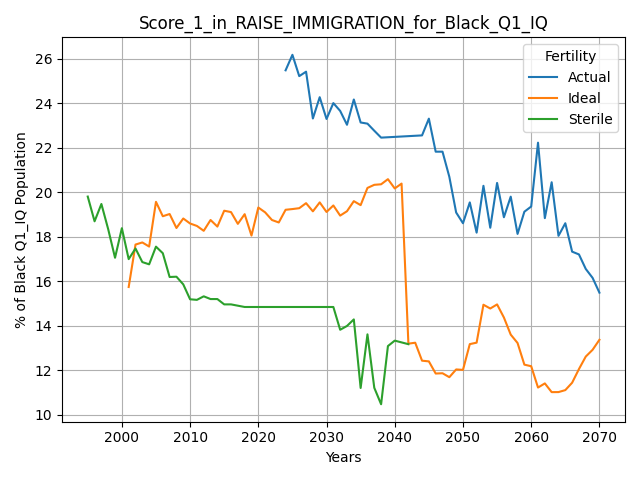 Score_1_in_RAISE_IMMIGRATION_for_Black_Q1_IQ
% of Black Q1_IQ Population
26
24
22
20
18
16
14
12
10
Fertility
Actual
Ideal
Sterile
2000 2010 2020 2030 2040 2050 2060 2070
Years